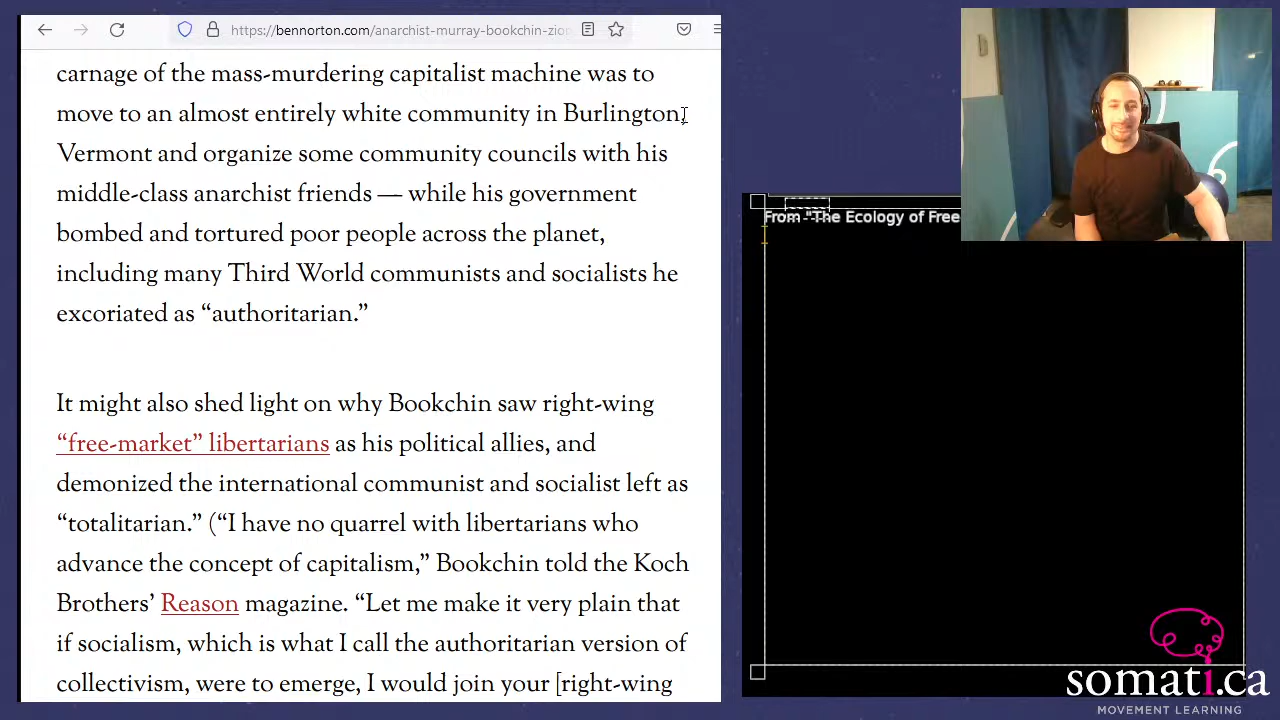 https://bennorton.com/anarchist-murray-bookchin-zion
carnage of the mass-murdering capitalist machine was to
move to an almost entirely white community in Burlington,
Vermont and organize some community councils with his
middle-class anarchist friends — while his government
bombed and tortured poor people across the planet,
including many Third World communists and socialists he
excoriated as “authoritarian.”
It might also shed light on why Bookchin saw right-wing
“free-market” libertarians as his political allies, and
demonized the international communist and socialist left as
“totalitarian.” (“I have no quarrel with libertarians who
advance the concept of capitalism,” Bookchin told the Koch
Brothers’ Reason magazine. “Let me make it very plain that
if socialism, which is what I call the authoritarian version of
collectivism, were to emerge, I would join your [right-wing
From "The Ecology of Free
somati.ca
MOVEMENT LEARNING